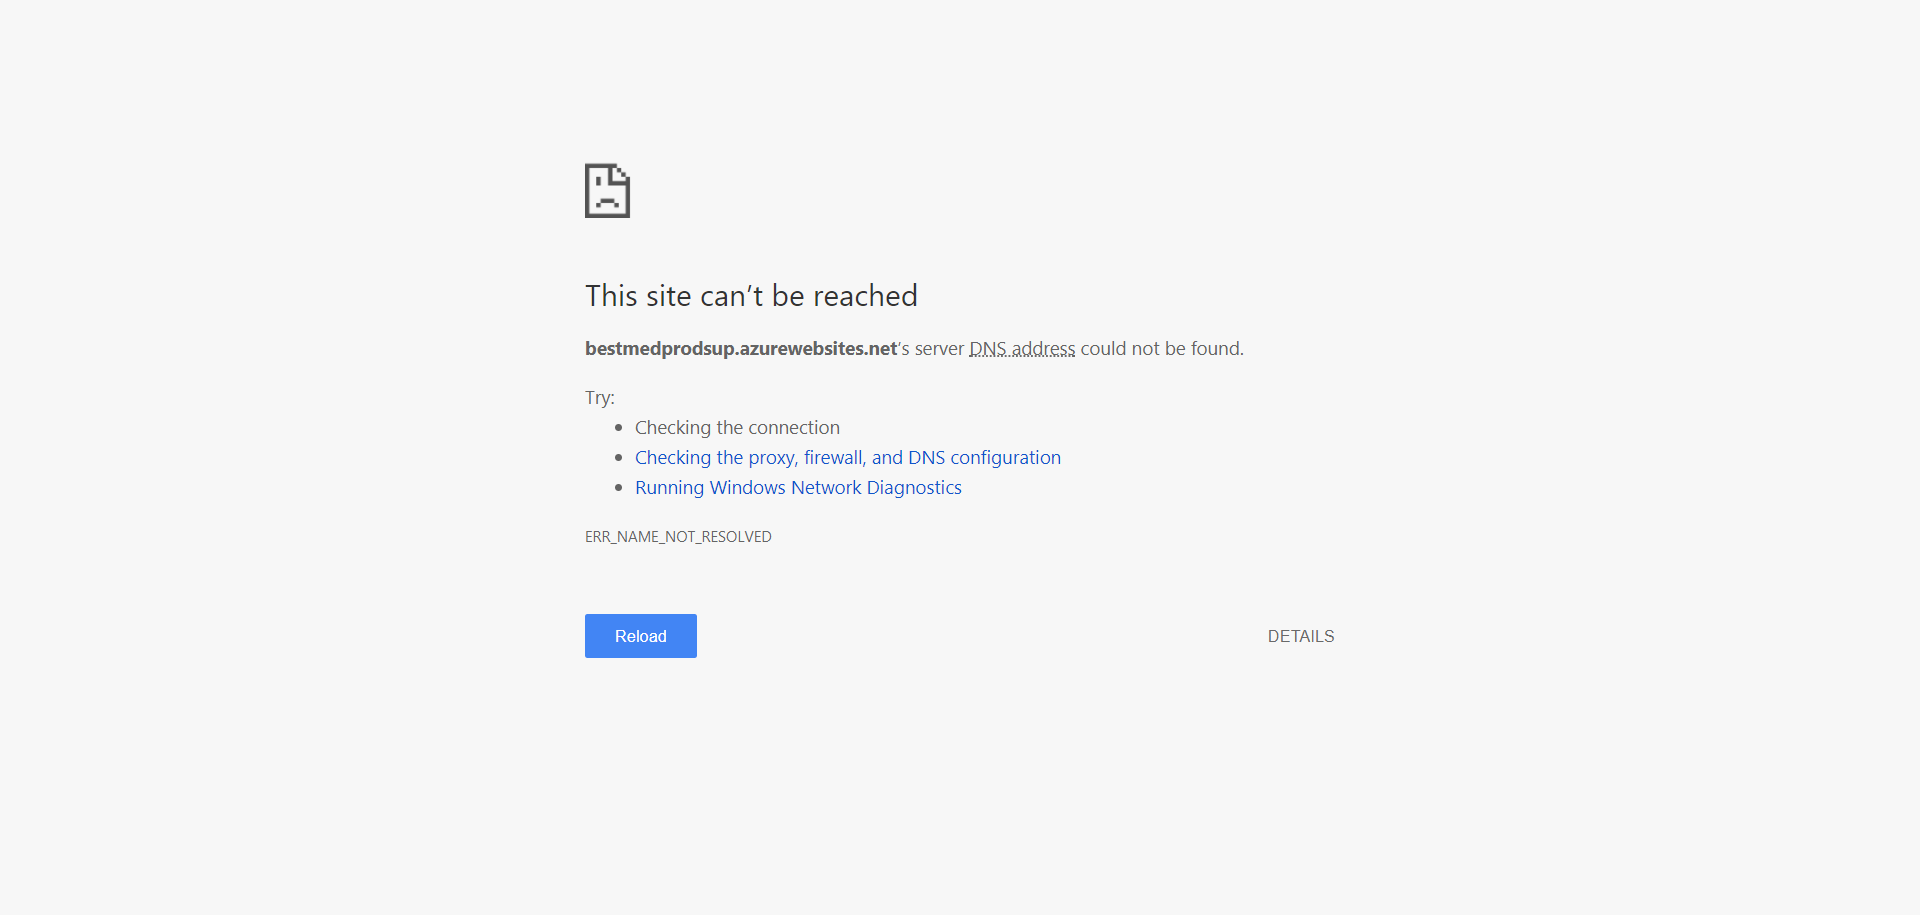 This site can’t be reached
bestmedprodsup.azurewebsites.net’s server DNS address could not be found.
Try:
Checking the connection
Checking the proxy, firewall, and DNS configuration
Running Windows Network Diagnostics
ERR_NAME_NOT_RESOLVED
Reload
DETAILS